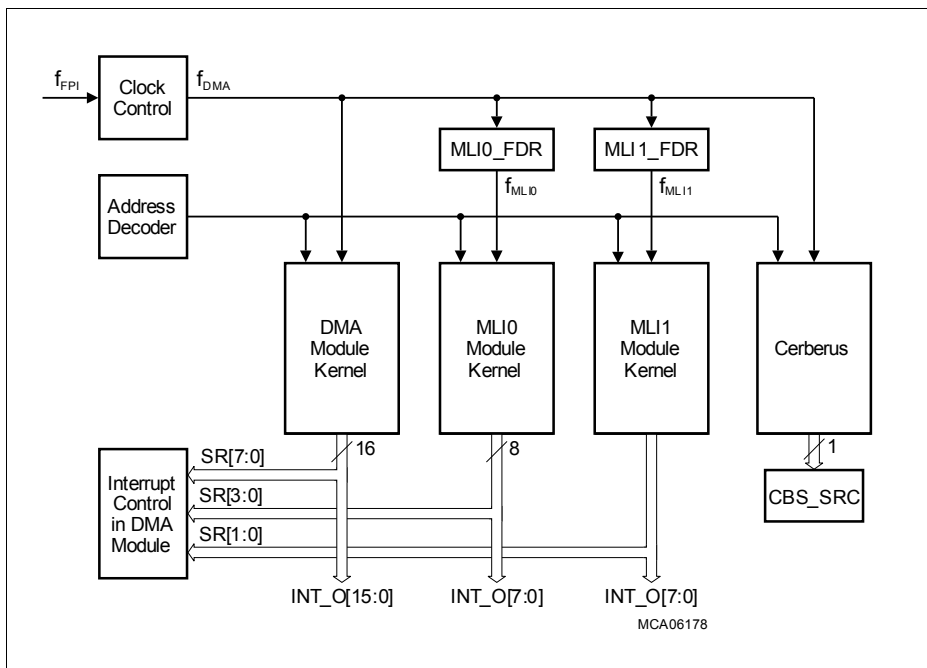 fFPI
Clock
Control
fDMA
MLI0_FDR
MLI1_FDR
fMLI0
fMLI1
Address
Decoder
DMA
Module
Kernel
MLI0
Module
Kernel
MLI1
Module
Kernel
Cerberus
16
8
1
SR[7:0]
SR[3:0]
SR[1:0]
Interrupt
Control
in DMA
Module
CBS_SRC
INT_O[15:0]
INT_O[7:0]
INT_O[7:0]
MCA06178